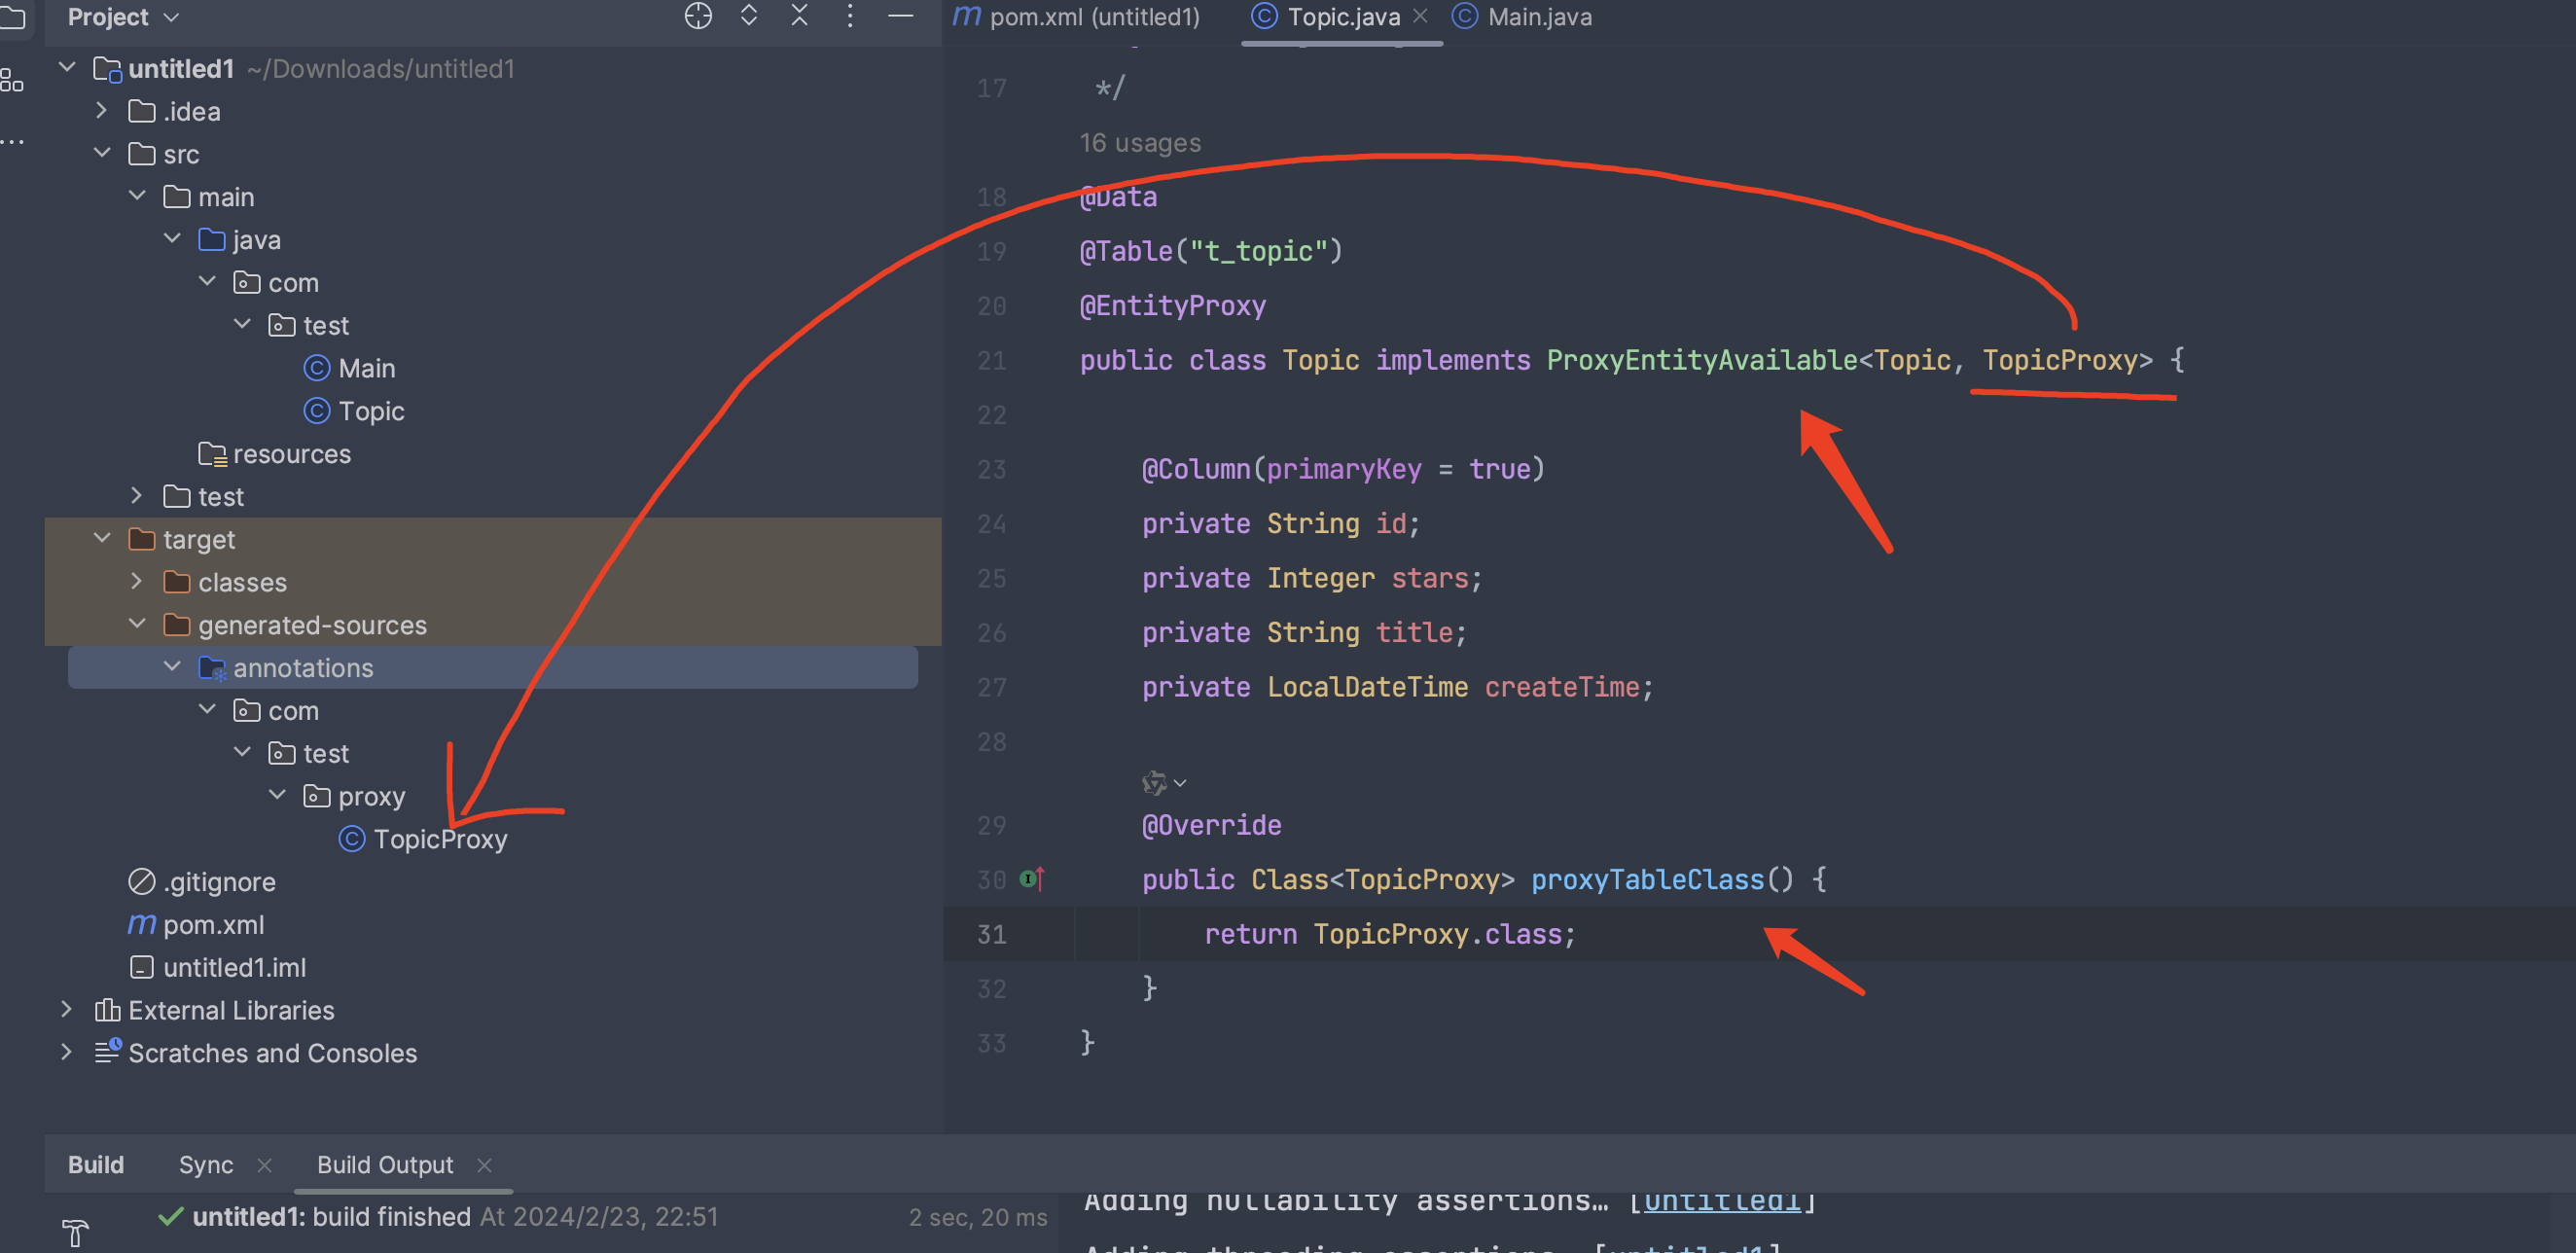 Project
untitled1 ~/Downloads/untitled1
.idea
src
main
java
com
test
Main
Topic
resources
test
target
classes
generated-sources
annotations
com
test
proxy
TopicProxy
.gitignore
pom.xml
untitled1.iml
External Libraries
Scratches and Consoles
pom.xml (untitled1) Topic.java Main.java
17 */
16 usages
18 @Data
19 @Table("t_topic")
20 @EntityProxy
21 public class Topic implements ProxyEntityAvailable<Topic, TopicProxy> {
22
23 @Column(primaryKey = true)
24 private String id;
25 private Integer stars;
26 private String title;
27 private LocalDateTime createTime;
28
29 @Override
30 public Class<TopicProxy> proxyTableClass() {
31 return TopicProxy.class;
32 }
33 }
Build Sync Build Output
untitled1: build finished At 2024/2/23, 22:51 2 sec, 20 ms
Adding nullability assertions… [untitled1]
Adding threading assertions… [untitled1]